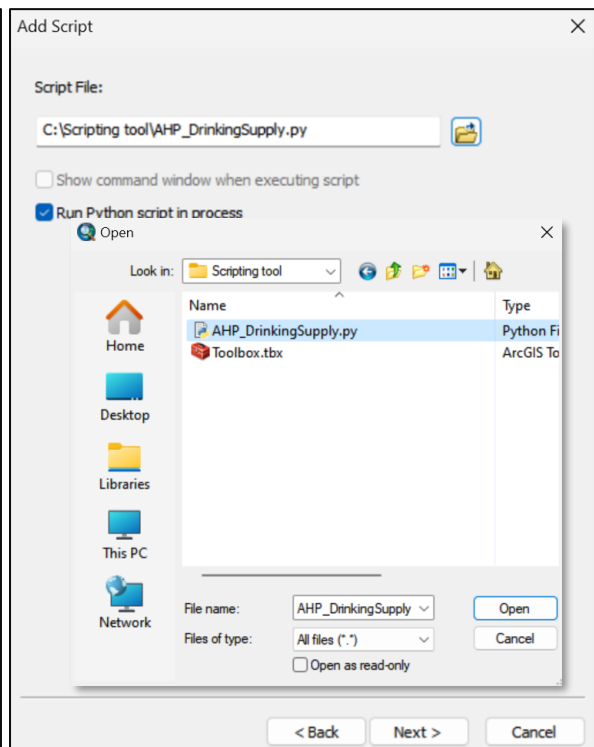 Add Script
Script File:
C:\Scripting tool\AHP_DrinkingSupply.py
Show command window when executing script
Run Python script in process
Open
Look in: Scripting tool
Name Type
AHP_DrinkingSupply.py Python Fi
Toolbox.tbx ArcGIS To
Home
Desktop
Libraries
This PC
Network
File name: AHP_DrinkingSupply Open
Files of type: All files (*.*) Cancel
Open as read-only
< Back Next > Cancel